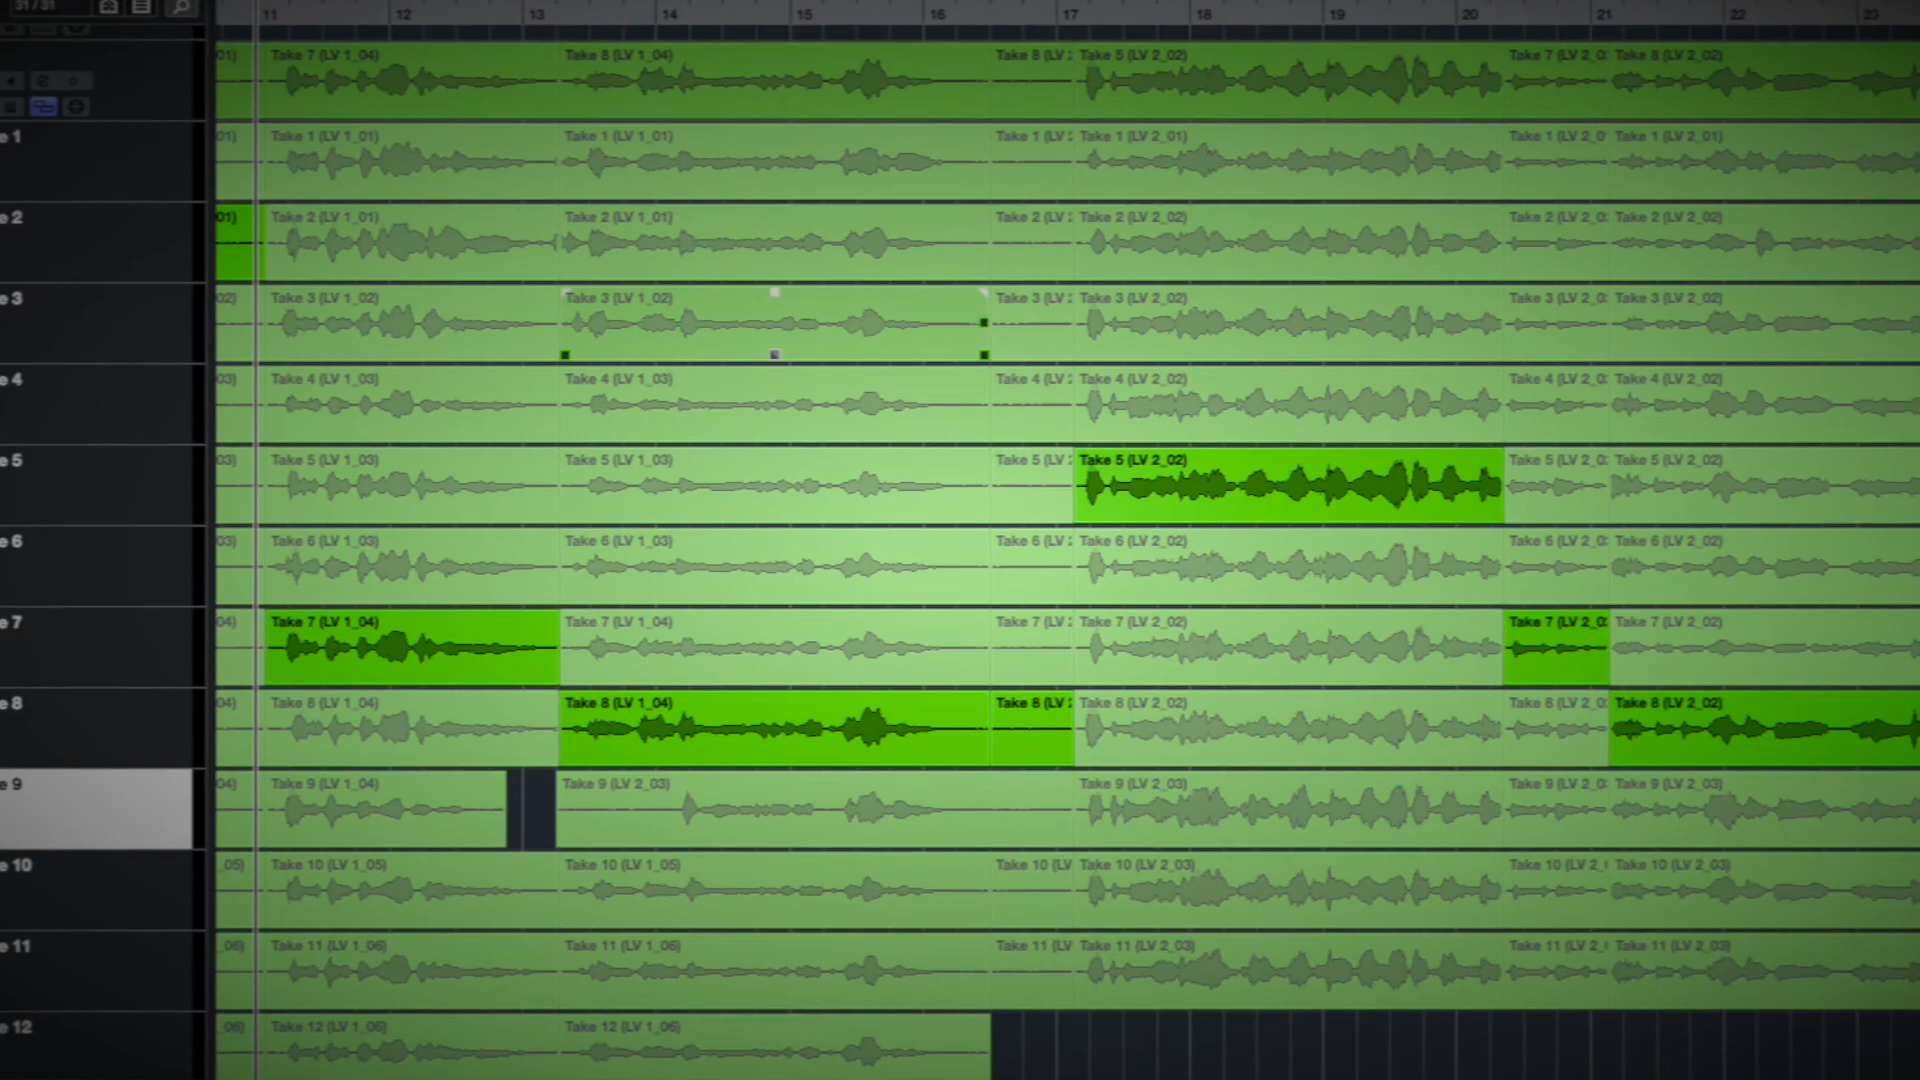 31/31
11 12 13 14 15 16 17 18 19 20 21 22 23
01) Take 7 (LV 1_04) Take 8 (LV 1_04) Take 8 (LV Take 5 (LV 2_02) Take 7 (LV 2_0 Take 8 (LV 2_02)
e 1 01) Take 1 (LV 1_01) Take 1 (LV 1_01) Take 1 (LV Take 1 (LV 2_01) Take 1 (LV 2_0 Take 1 (LV 2_01)
e 2 01) Take 2 (LV 1_01) Take 2 (LV 1_01) Take 2 (LV Take 2 (LV 2_02) Take 2 (LV 2_0 Take 2 (LV 2_02)
e 3 02) Take 3 (LV 1_02) Take 3 (LV 1_02) Take 3 (LV Take 3 (LV 2_02) Take 3 (LV 2_0 Take 3 (LV 2_02)
e 4 03) Take 4 (LV 1_03) Take 4 (LV 1_03) Take 4 (LV Take 4 (LV 2_02) Take 4 (LV 2_0 Take 4 (LV 2_02)
e 5 03) Take 5 (LV 1_03) Take 5 (LV 1_03) Take 5 (LV Take 5 (LV 2_02) Take 5 (LV 2_0 Take 5 (LV 2_02)
e 6 03) Take 6 (LV 1_03) Take 6 (LV 1_03) Take 6 (LV Take 6 (LV 2_02) Take 6 (LV 2_0 Take 6 (LV 2_02)
e 7 04) Take 7 (LV 1_04) Take 7 (LV 1_04) Take 7 (LV Take 7 (LV 2_02) Take 7 (LV 2_0 Take 7 (LV 2_02)
e 8 04) Take 8 (LV 1_04) Take 8 (LV 1_04) Take 8 (LV Take 8 (LV 2_02) Take 8 (LV 2_0 Take 8 (LV 2_02)
e 9 04) Take 9 (LV 1_04) Take 9 (LV 2_03) Take 9 (LV 2_03) Take 9 (LV 2_0 Take 9 (LV 2_03)
e 10 _05) Take 10 (LV 1_05) Take 10 (LV 1_05) Take 10 (LV Take 10 (LV 2_03) Take 10 (LV 2_ Take 10 (LV 2_03)
e 11 _06) Take 11 (LV 1_06) Take 11 (LV 1_06) Take 11 (LV Take 11 (LV 2_03) Take 11 (LV 2_ Take 11 (LV 2_03)
e 12 _06) Take 12 (LV 1_06) Take 12 (LV 1_06)